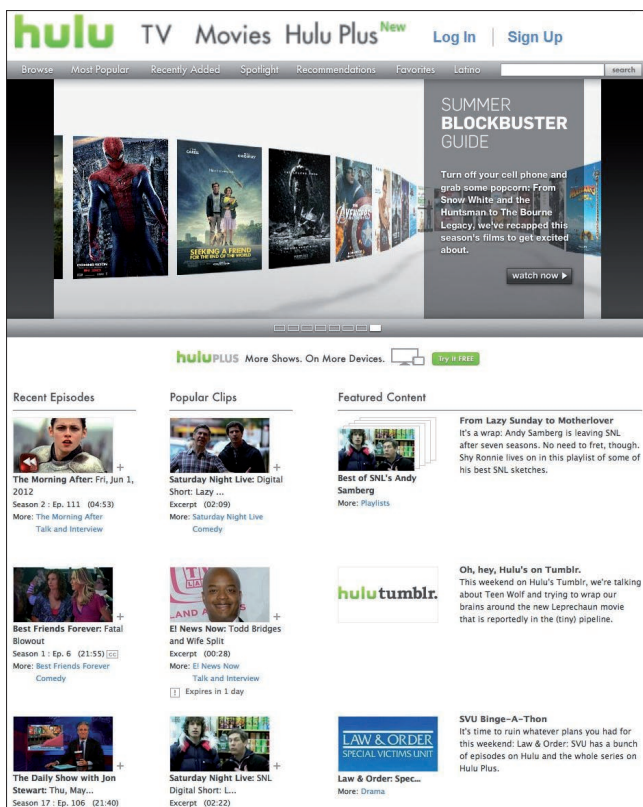 hulu TV Movies Hulu Plus New Log In Sign Up
Browse Most Popular Recently Added Spotlight Recommendations Favorites Latino search
SUMMER
BLOCKBUSTER
GUIDE
Turn off your cell phone and
grab some popcorn: From
Snow White and the
Huntsman to The Bourne
Legacy, we've recapped this
season's films to get excited
about.
watch now
SEEKING A FRIEND
FOR THE END OF THE WORLD
AVENGERS
huluPLUS More Shows. On More Devices. Try it FREE
Recent Episodes
The Morning After: Fri, Jun 1,
2012
Season 2 : Ep. 111 (04:53)
More: The Morning After
Talk and Interview
Best Friends Forever: Fatal
Blowout
Season 1 : Ep. 6 (21:55) CC
More: Best Friends Forever
Comedy
The Daily Show with Jon
Stewart: Thu, May...
Season 17 : Ep. 106 (21:40)
Popular Clips
Saturday Night Live: Digital
Short: Lazy ...
Excerpt (02:09)
More: Saturday Night Live
Comedy
E! News Now: Todd Bridges
and Wife Split
Excerpt (00:28)
More: E! News Now
Talk and Interview
! Expires in 1 day
Saturday Night Live: SNL
Digital Short: L...
Excerpt (02:22)
Featured Content
Best of SNL's Andy
Samberg
More: Playlists
From Lazy Sunday to Motherlover
It's a wrap: Andy Samberg is leaving SNL
after seven seasons. No need to fret, though.
Shy Ronnie lives on in this playlist of some of
his best SNL sketches.
hulu tumblr.
Oh, hey, Hulu's on Tumblr.
This weekend on Hulu's Tumblr, we're talking
about Teen Wolf and trying to wrap our
brains around the new Leprechaun movie
that is reportedly in the (tiny) pipeline.
LAW & ORDER
SPECIAL VICTIMS UNIT
Law & Order: Spec...
More: Drama
SVU Binge-A-Thon
It's time to ruin whatever plans you had for
this weekend: Law & Order: SVU has a bunch
of episodes on Hulu and the whole series on
Hulu Plus.